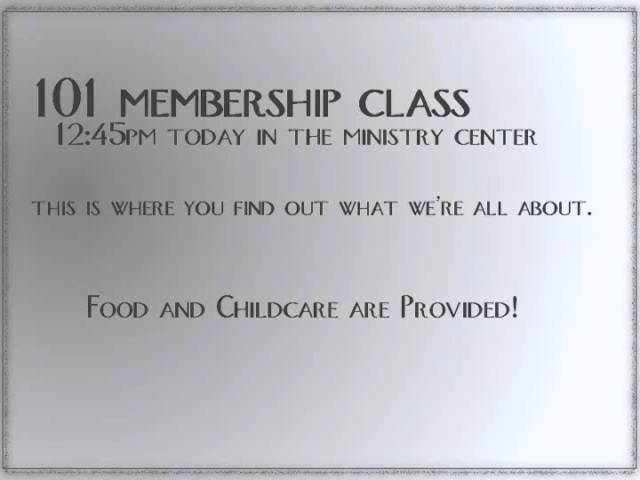 101 MEMBERSHIP CLASS
12:45PM TODAY IN THE MINISTRY CENTER
THIS IS WHERE YOU FIND OUT WHAT WE'RE ALL ABOUT.
FOOD AND CHILDCARE ARE PROVIDED!